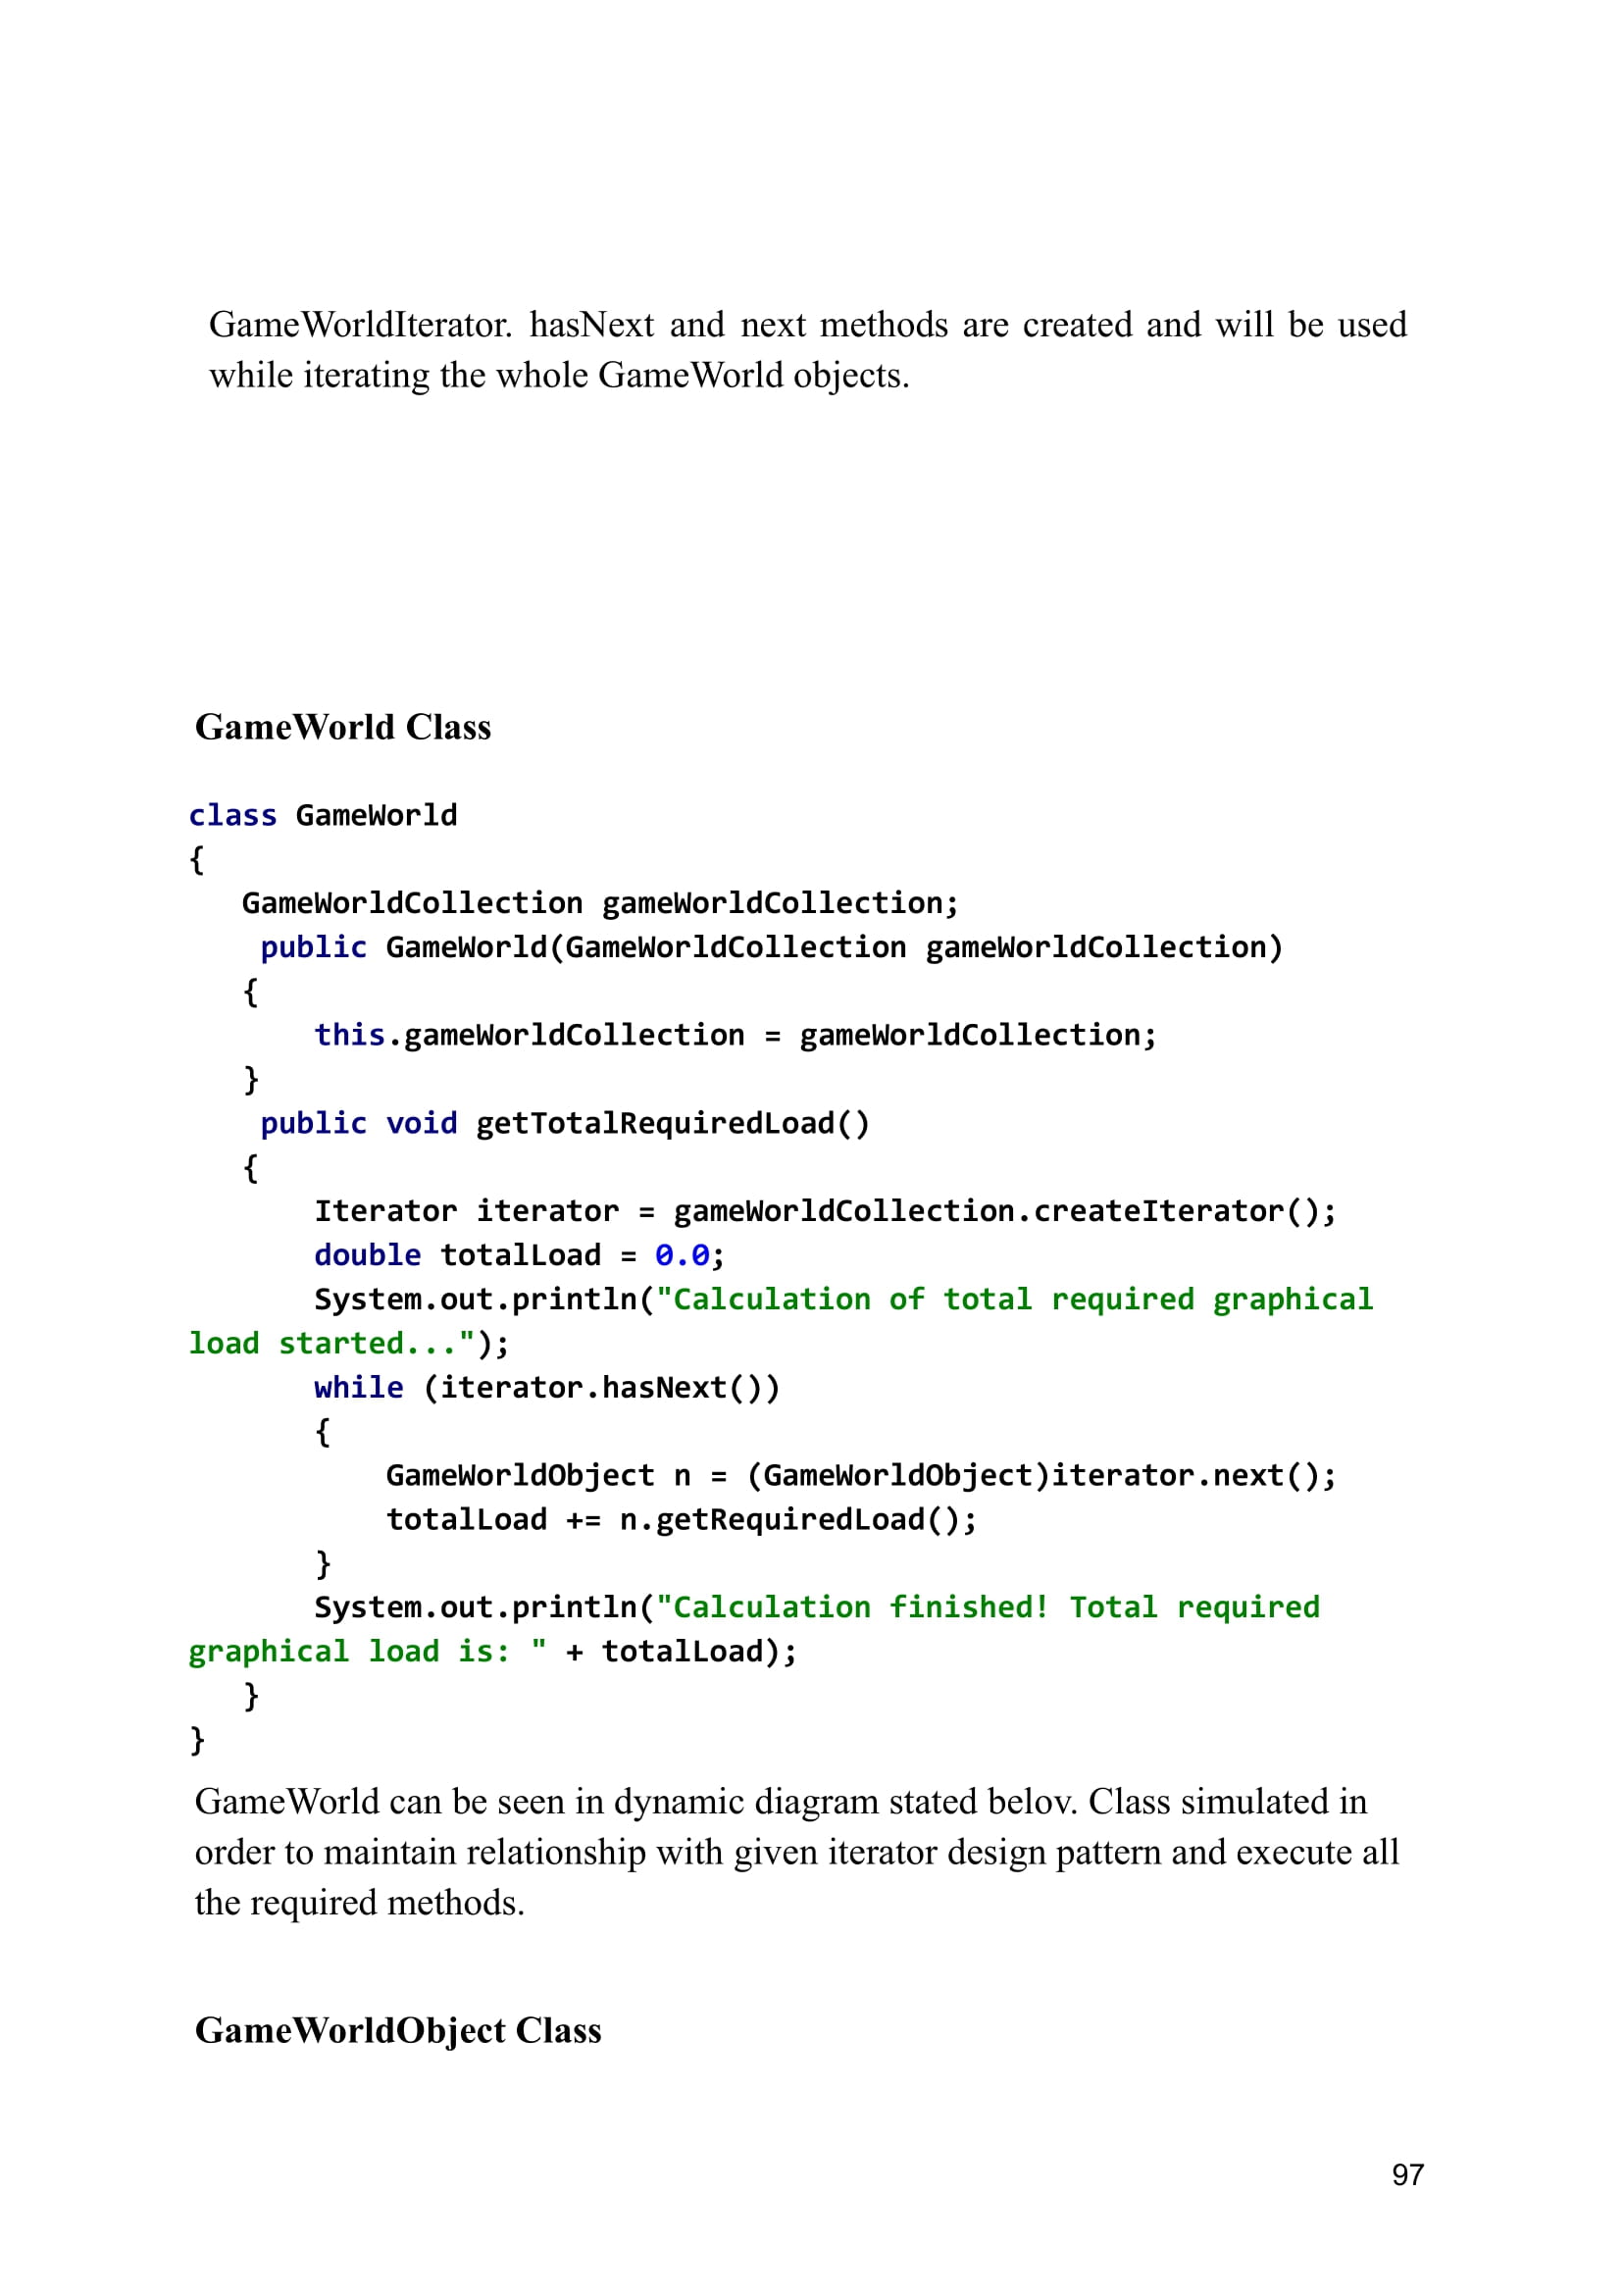 GameWorldIterator. hasNext and next methods are created and will be used
while iterating the whole GameWorld objects.
GameWorld Class
class GameWorld
{
GameWorldCollection gameWorldCollection;
public GameWorld(GameWorldCollection gameWorldCollection)
{
this.gameWorldCollection = gameWorldCollection;
}
public void getTotalRequiredLoad()
{
Iterator iterator = gameWorldCollection.createIterator();
double totalLoad = 0.0;
System.out.println("Calculation of total required graphical
load started...");
while (iterator.hasNext())
{
GameWorldObject n = (GameWorldObject)iterator.next();
totalLoad += n.getRequiredLoad();
}
System.out.println("Calculation finished! Total required
graphical load is: " + totalLoad);
}
}
GameWorld can be seen in dynamic diagram stated belov. Class simulated in
order to maintain relationship with given iterator design pattern and execute all
the required methods.
GameWorldObject Class
97